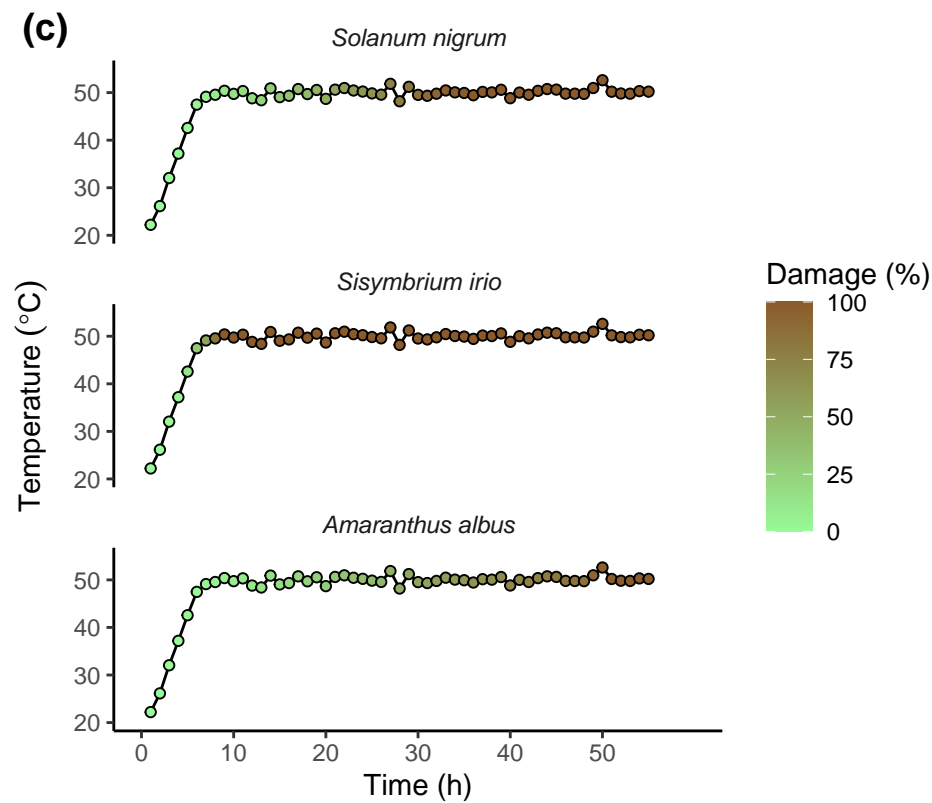 (c)
Solanum nigrum
50
40
30
20
Sisymbrium irio
50
40
30
20
Amaranthus albus
50
40
30
20
0 10 20 30 40 50
Time (h)
Temperature (°C)
Damage (%)
100
75
50
25
0